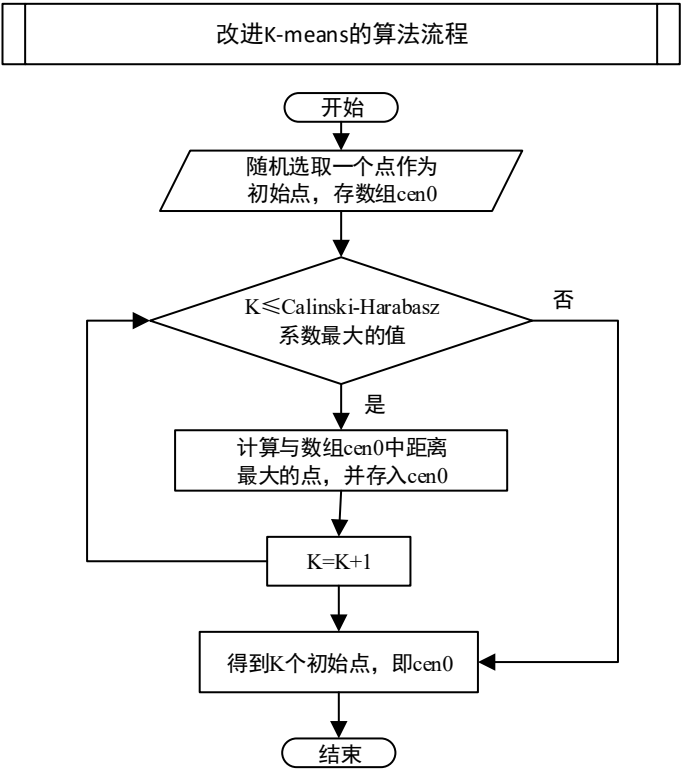 改进K-means的算法流程
开始
随机选取一个点作为
初始点，存数组cen0
K≤Calinski-Harabasz
系数最大的值
否
是
计算与数组cen0中距离
最大的点，并存入cen0
K=K+1
得到K个初始点，即cen0
结束